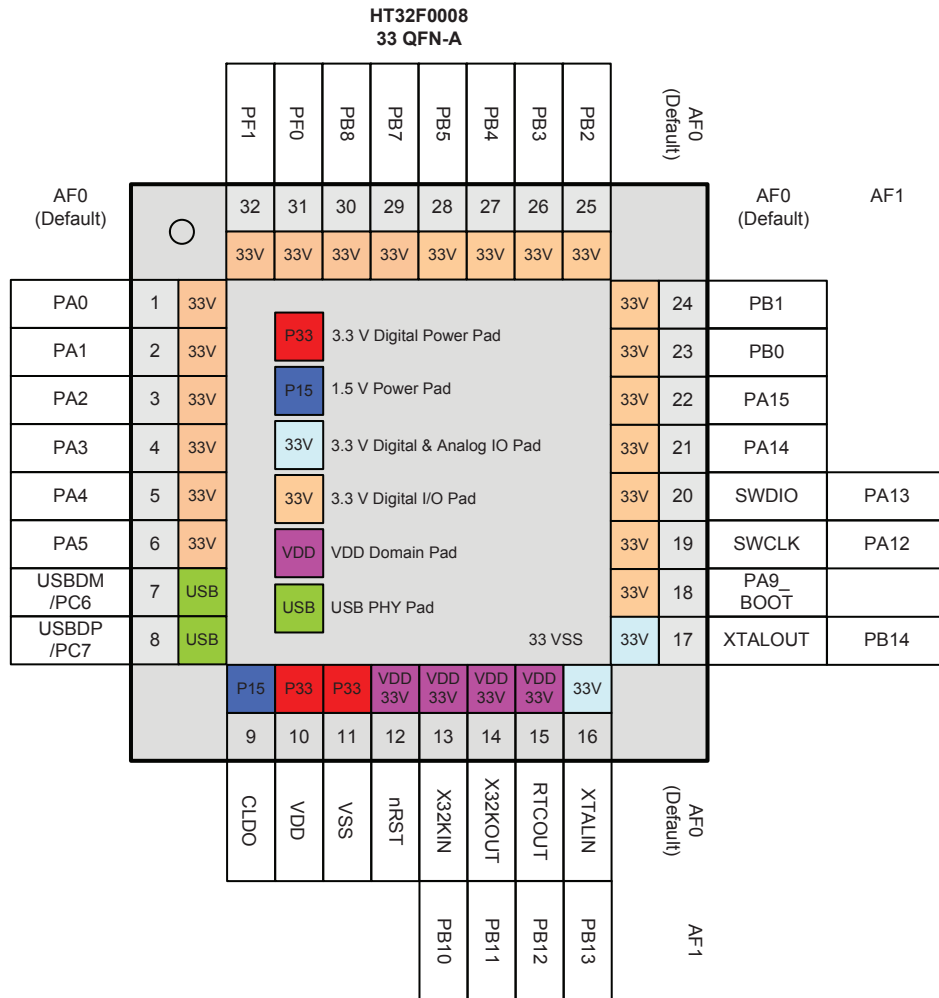 HT32F0008
33 QFN-A
PF1 PF0 PB8 PB7 PB5 PB4 PB3 PB2 AF0 (Default)
AF0
(Default)
32 31 30 29 28 27 26 25
33V 33V 33V 33V 33V 33V 33V 33V
AF0
(Default)
AF1
PA0 1 33V
33V 24 PB1
P33 3.3 V Digital Power Pad
PA1 2 33V
33V 23 PB0
P15 1.5 V Power Pad
PA2 3 33V
33V 22 PA15
33V 3.3 V Digital & Analog IO Pad
PA3 4 33V
33V 21 PA14
33V 3.3 V Digital I/O Pad
PA4 5 33V
33V 20 SWDIO PA13
VDD VDD Domain Pad
PA5 6 33V
33V 19 SWCLK PA12
USB USB PHY Pad
USBDM
/PC6
7 USB
33V 18
PA9_
BOOT
USBDP
/PC7
8 USB
33 VSS
33V 17 XTALOUT PB14
P15 P33 P33 VDD 33V VDD 33V VDD 33V VDD 33V 33V
9 10 11 12 13 14 15 16
CLDO VDD VSS nRST X32KIN X32KOUT RTCOUT XTALIN AF0 (Default)
PB10 PB11 PB12 PB13 AF1